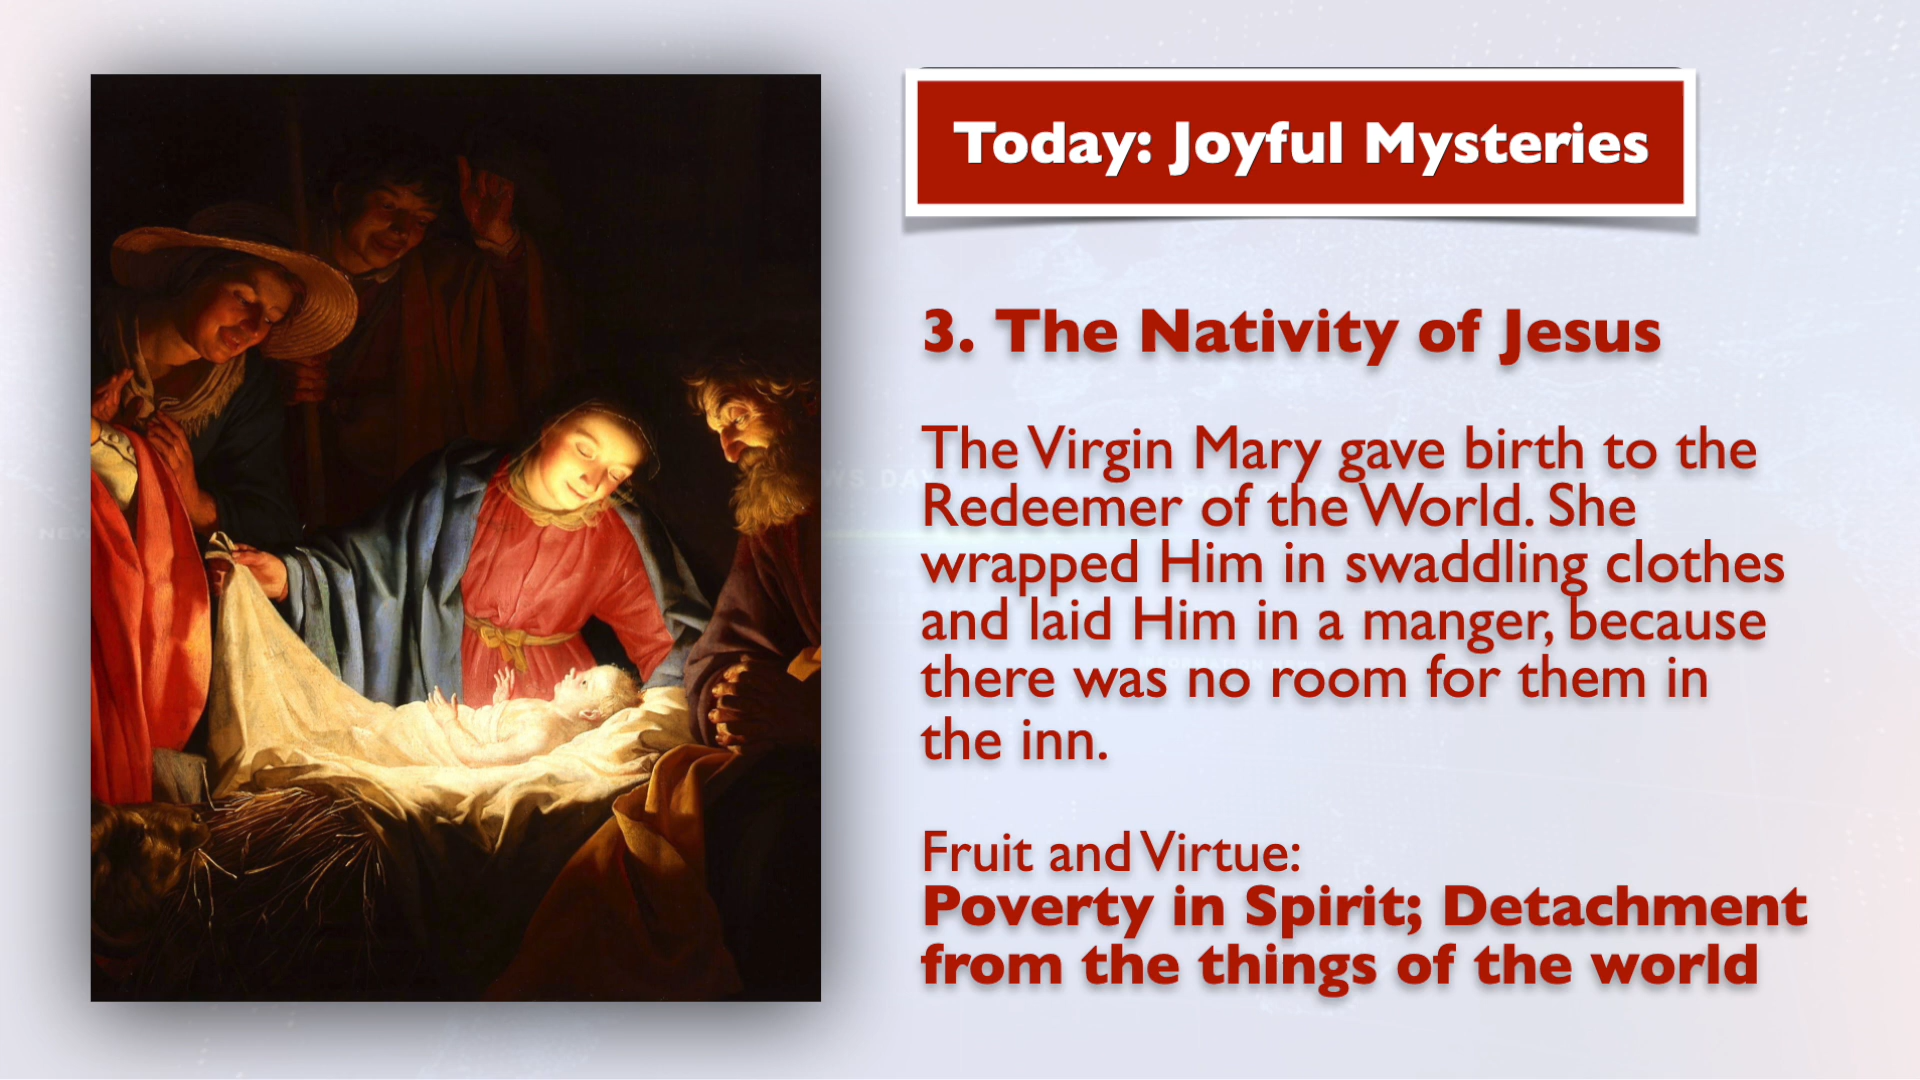 Today: Joyful Mysteries
3. The Nativity of Jesus
The Virgin Mary gave birth to the
Redeemer of the World. She
wrapped Him in swaddling clothes
and laid Him in a manger, because
there was no room for them in
the inn.
Fruit and Virtue:
Poverty in Spirit; Detachment
from the things of the world